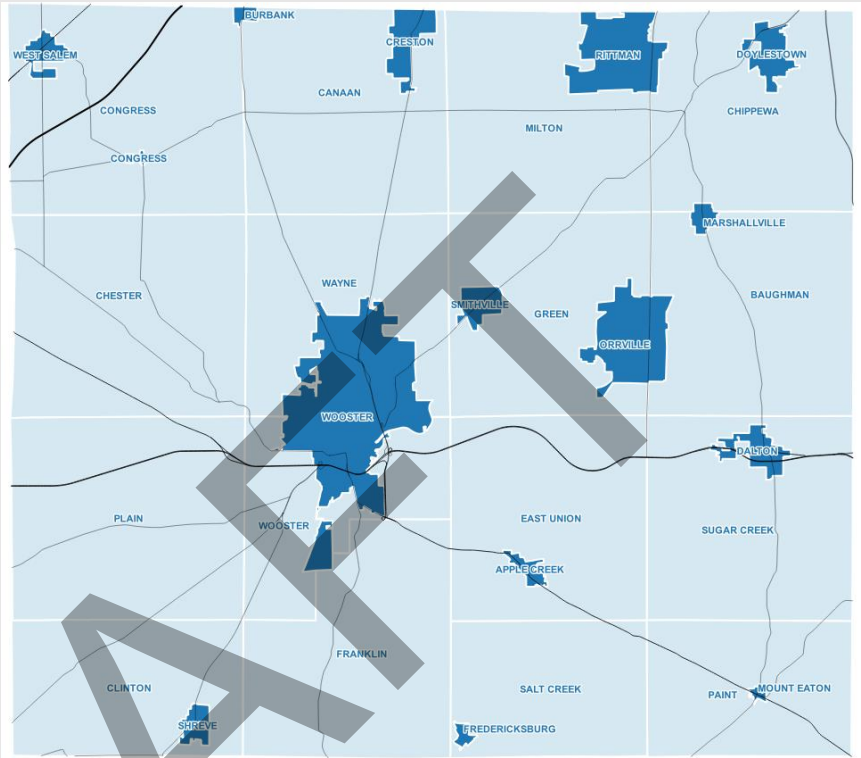 BURBANK
CRESTON
WEST SALEM
RITTMAN
DOYLESTOWN
CANAAN
CONGRESS
CHIPPEWA
MILTON
CONGRESS
MARSHALLVILLE
WAYNE
CHESTER
BAUGHMAN
SMITHVILLE
GREEN
ORRVILLE
WOOSTER
DALTON
PLAIN
WOOSTER
EAST UNION
SUGAR CREEK
APPLE CREEK
FRANKLIN
CLINTON
SALT CREEK
PAINT
MOUNT EATON
SHREVE
FREDERICKSBURG
AFT